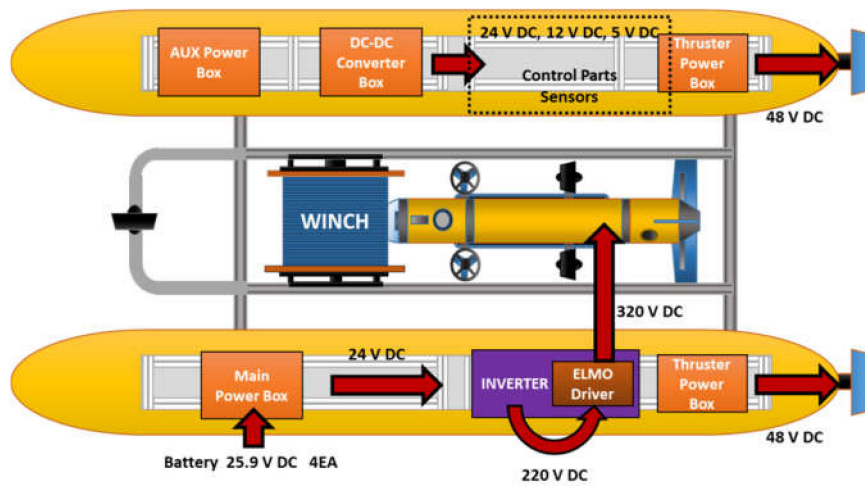 AUX Power
Box
DC-DC
Converter
Box
24 V DC, 12 V DC, 5 V DC
Control Parts
Sensors
Thruster
Power
Box
48 V DC
WINCH
320 V DC
24 V DC
Main
Power Box
INVERTER
ELMO
Driver
Thruster
Power
Box
48 V DC
Battery 25.9 V DC 4EA
220 V DC